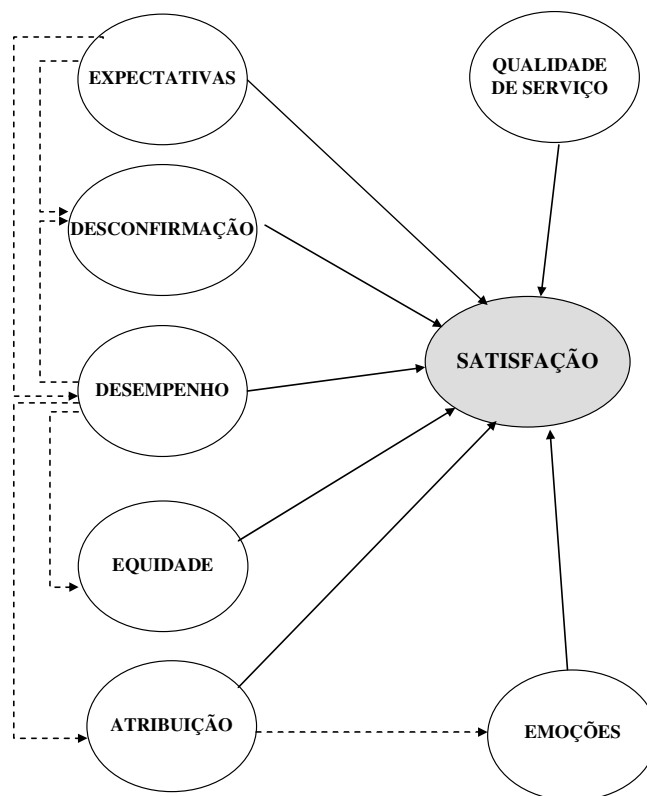 EXPECTATIVAS
QUALIDADE
DE SERVIÇO
DESCONFIRMAÇÃO
SATISFAÇÃO
DESEMPENHO
EQUIDADE
ATRIBUIÇÃO
EMOÇÕES